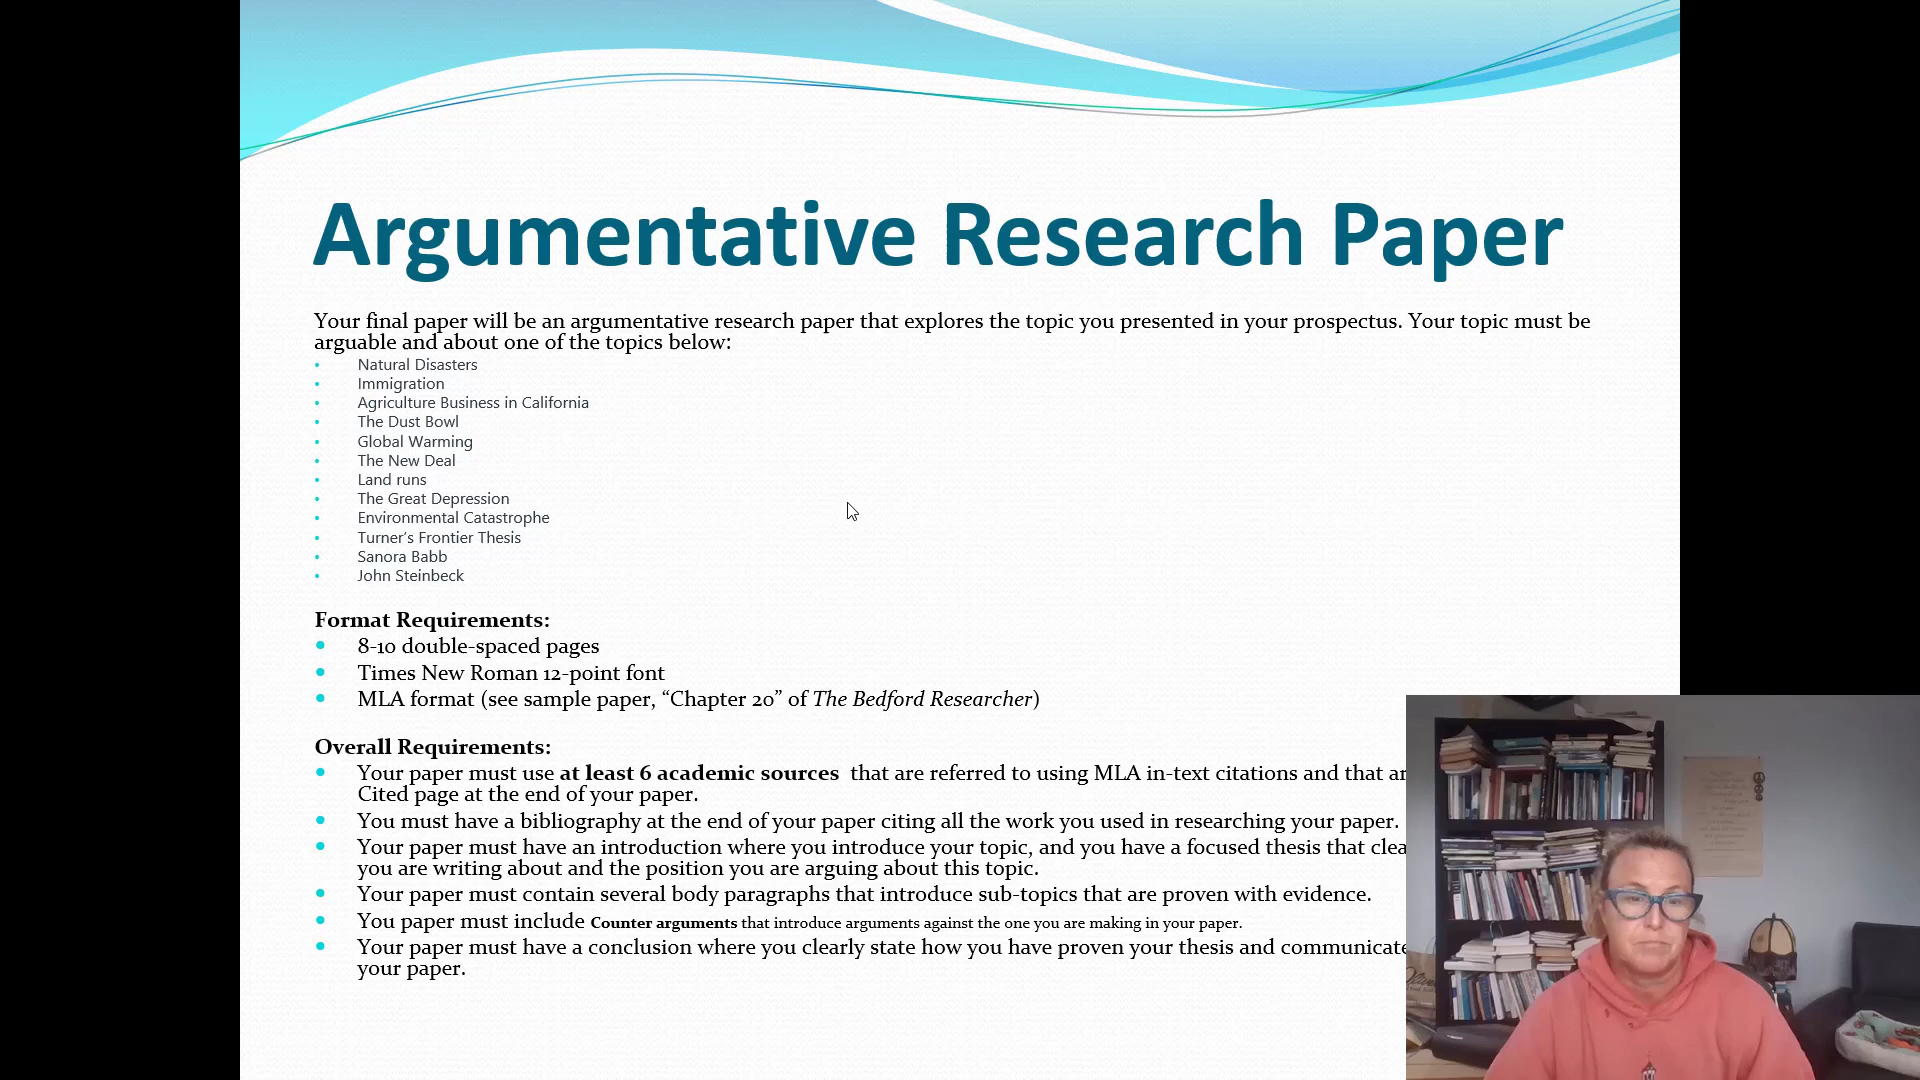 Argumentative Research Paper
Your final paper will be an argumentative research paper that explores the topic you presented in your prospectus. Your topic must be
arguable and about one of the topics below:
• Natural Disasters
• Immigration
• Agriculture Business in California
• The Dust Bowl
• Global Warming
• The New Deal
• Land runs
• The Great Depression
• Environmental Catastrophe
• Turner’s Frontier Thesis
• Sanora Babb
• John Steinbeck
Format Requirements:
• 8-10 double-spaced pages
• Times New Roman 12-point font
• MLA format (see sample paper, “Chapter 20” of The Bedford Researcher)
Overall Requirements:
• Your paper must use at least 6 academic sources that are referred to using MLA in-text citations and that
Cited page at the end of your paper.
• You must have a bibliography at the end of your paper citing all the work you used in researching your paper.
• Your paper must have an introduction where you introduce your topic, and you have a focused thesis that
you are writing about and the position you are arguing about this topic.
• Your paper must contain several body paragraphs that introduce sub-topics that are proven with evidence.
• You paper must include Counter arguments that introduce arguments against the one you are making in your paper.
• Your paper must have a conclusion where you clearly state how you have proven your thesis and communicate
your paper.